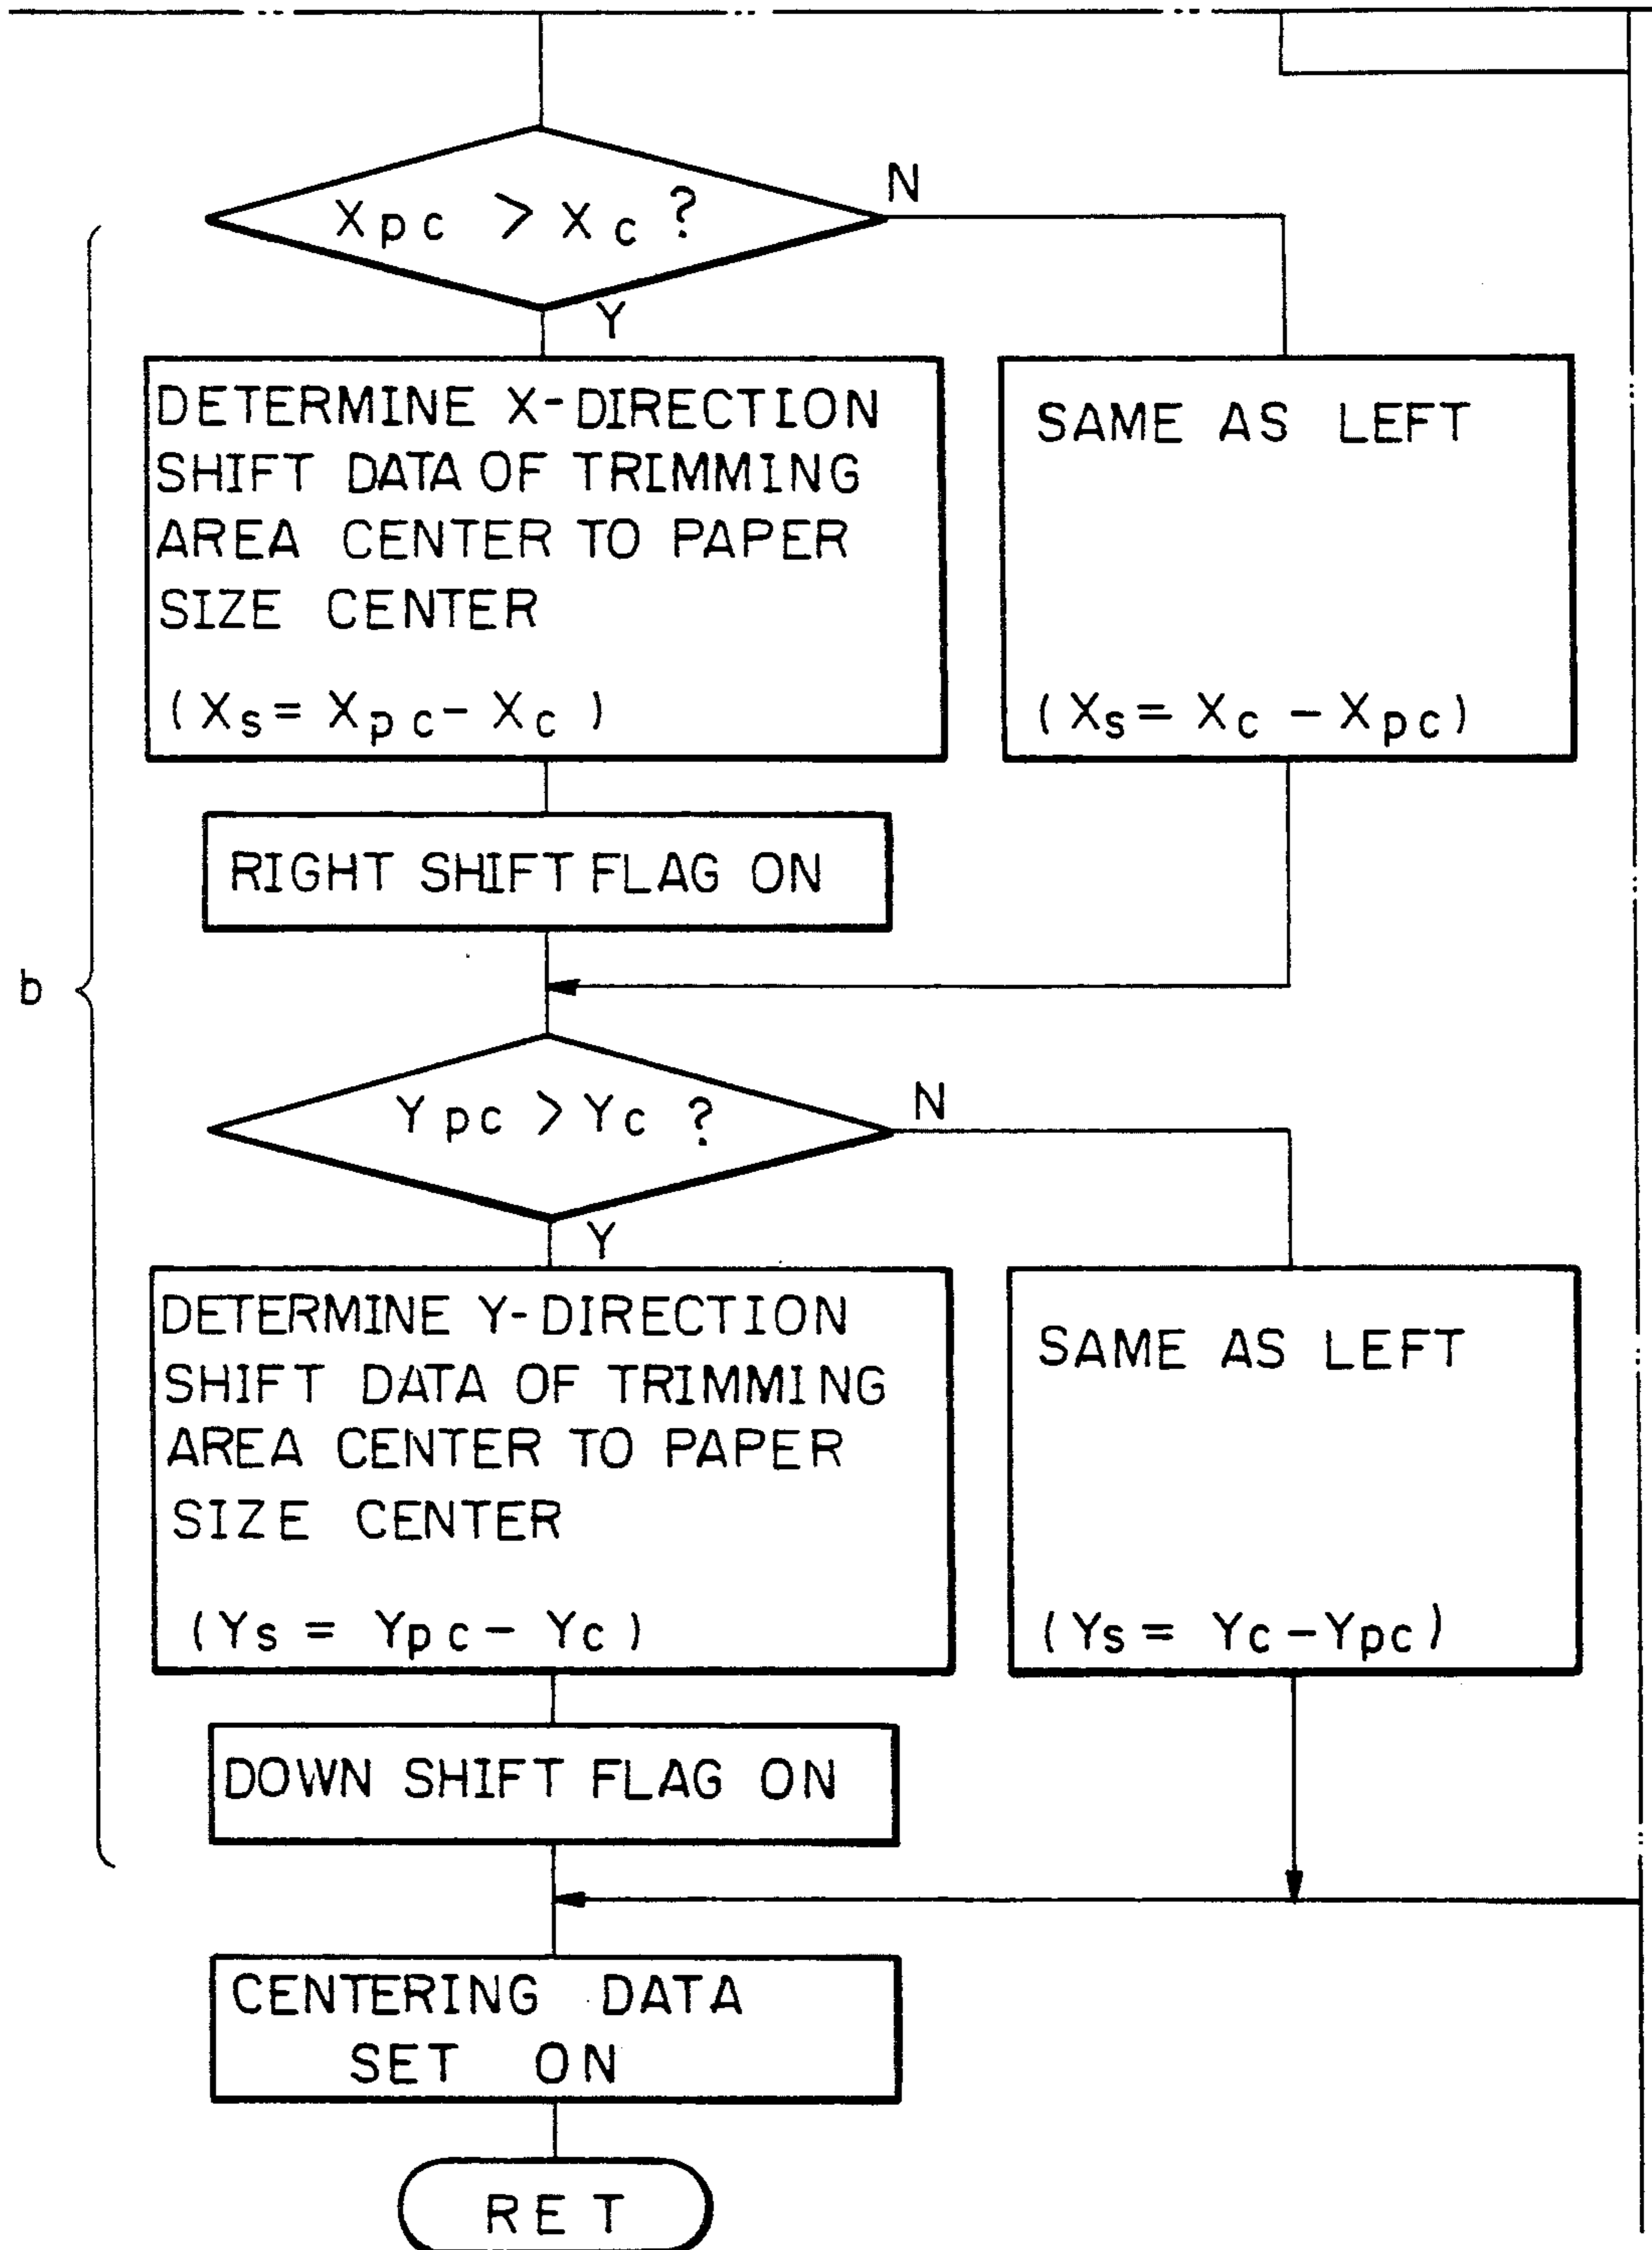 Xpc > Xc ?
N
Y
DETERMINE X-DIRECTION
SHIFT DATA OF TRIMMING
AREA CENTER TO PAPER
SIZE CENTER
(Xs = Xpc - Xc)
SAME AS LEFT
(Xs = Xc - Xpc)
RIGHT SHIFT FLAG ON
b
Ypc > Yc ?
N
Y
DETERMINE Y-DIRECTION
SHIFT DATA OF TRIMMING
AREA CENTER TO PAPER
SIZE CENTER
(Ys = Ypc - Yc)
SAME AS LEFT
(Ys = Yc - Ypc)
DOWN SHIFT FLAG ON
CENTERING DATA
SET ON
RET